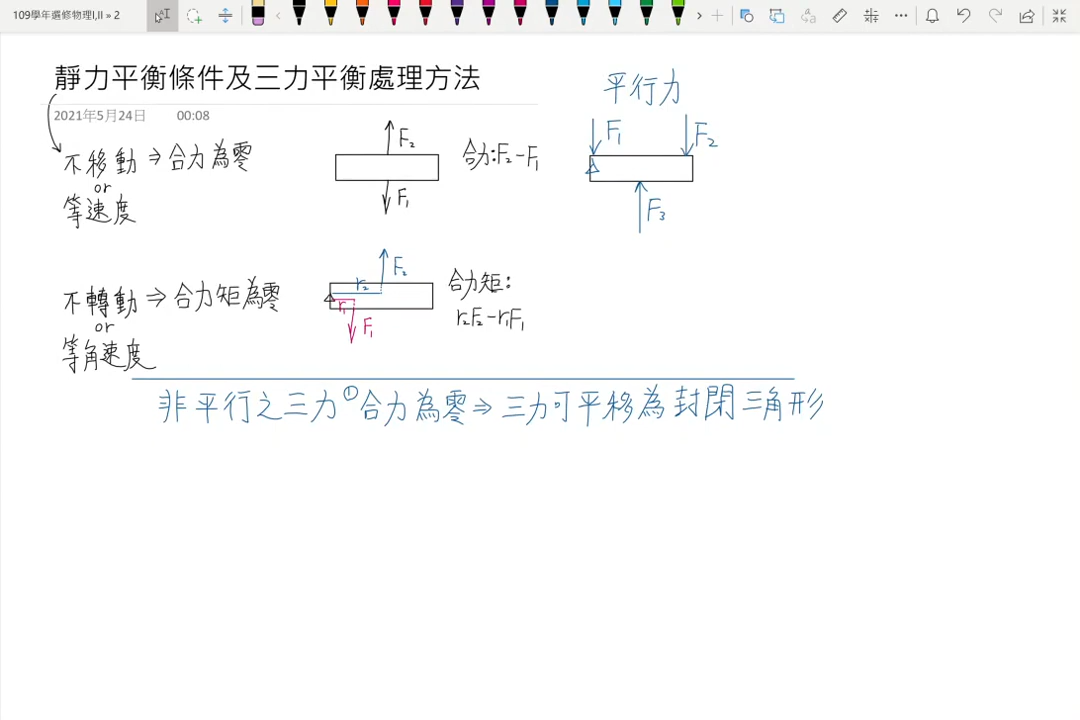 109學年選修物理I,II » 2
靜力平衡條件及三力平衡處理方法
2021年5月24日 00:08
不移動⇒合力為零
or
等速度
F₂
F₁
合力:F₂-F₁
平行力
F₁
F₂
F₃
不轉動⇒合力矩為零
or
等角速度
F₂
r₂
r₁
F₁
合力矩:
r₂F₂-r₁F₁
非平行之三力①合力為零⇒三力可平移為封閉三角形